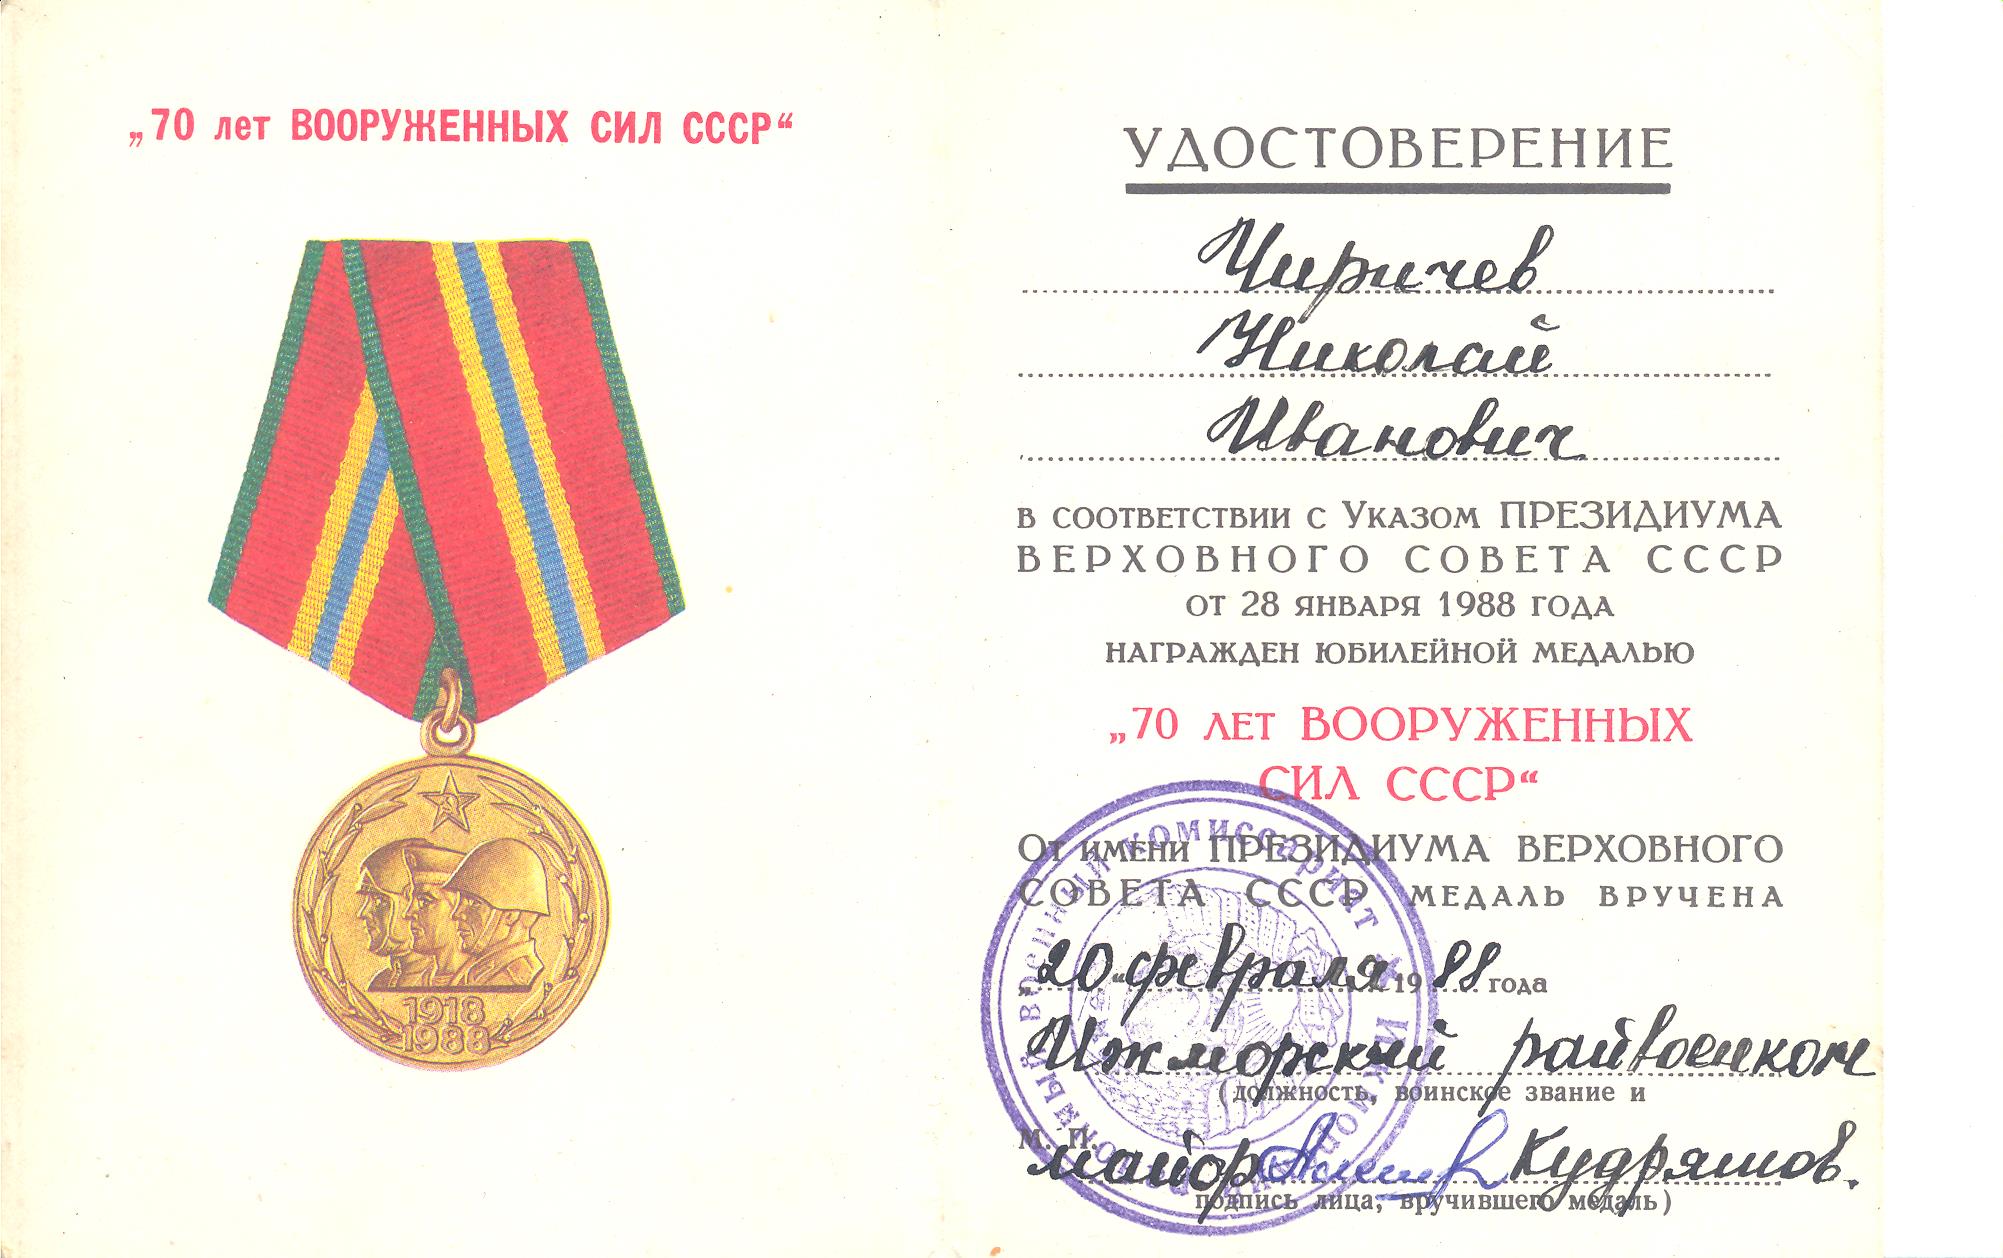 „70 лет ВООРУЖЕННЫХ СИЛ СССР“
1918
1988
УДОСТОВЕРЕНИЕ
Чиричев
Николай
Иванович
В СООТВЕТСТВИИ С УКАЗОМ ПРЕЗИДИУМА
ВЕРХОВНОГО СОВЕТА СССР
ОТ 28 ЯНВАРЯ 1988 ГОДА
НАГРАЖДЕН ЮБИЛЕЙНОЙ МЕДАЛЬЮ
„70 ЛЕТ ВООРУЖЕННЫХ
СИЛ СССР“
ОТ ИМЕНИ ПРЕЗИДИУМА ВЕРХОВНОГО
СОВЕТА СССР МЕДАЛЬ ВРУЧЕНА
„20“ февраля 1988 года
Ижморский райвоенком
(должность, воинское звание и
М. П.
майор Кудряшов.
подпись лица, вручившего медаль)
военный комиссариат